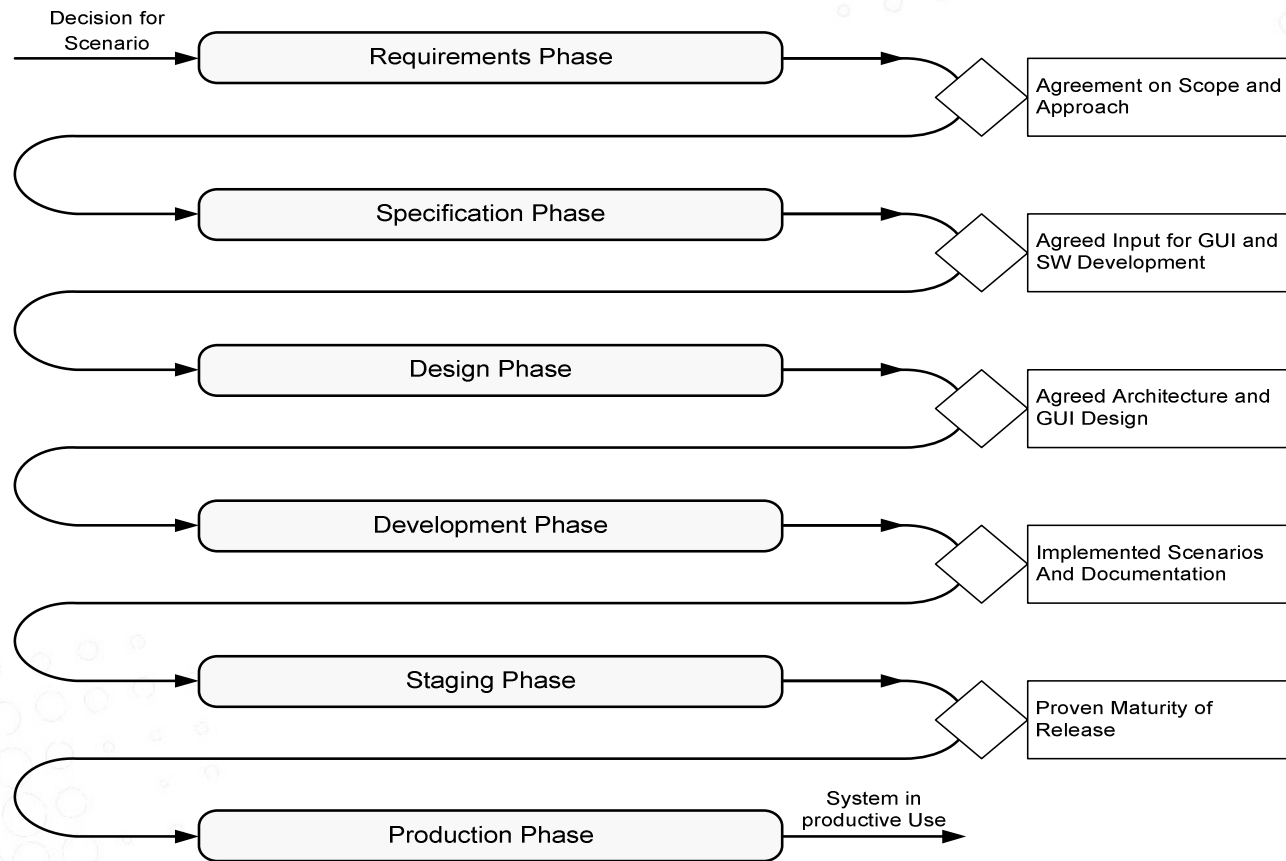 Decision for
Scenario
Requirements Phase
Agreement on Scope and
Approach
Specification Phase
Agreed Input for GUI and
SW Development
Design Phase
Agreed Architecture and
GUI Design
Development Phase
Implemented Scenarios
And Documentation
Staging Phase
Proven Maturity of
Release
Production Phase
System in
productive Use